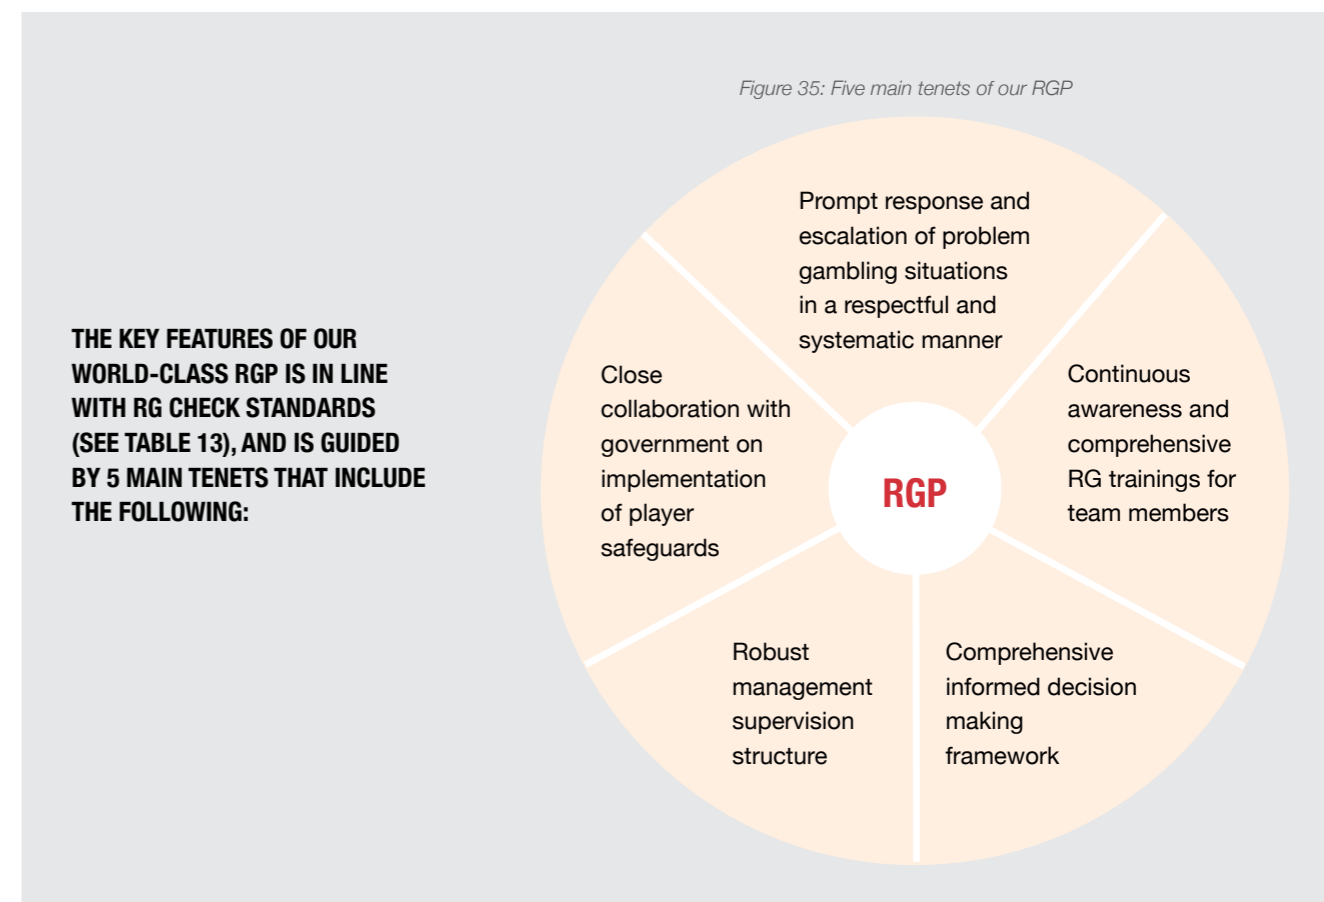 Figure 35: Five main tenets of our RGP
THE KEY FEATURES OF OUR
WORLD-CLASS RGP IS IN LINE
WITH RG CHECK STANDARDS
(SEE TABLE 13), AND IS GUIDED
BY 5 MAIN TENETS THAT INCLUDE
THE FOLLOWING:
Prompt response and
escalation of problem
gambling situations
in a respectful and
systematic manner
Continuous
awareness and
comprehensive
RG trainings for
team members
Comprehensive
informed decision
making
framework
Robust
management
supervision
structure
Close
collaboration with
government on
implementation
of player
safeguards
RGP